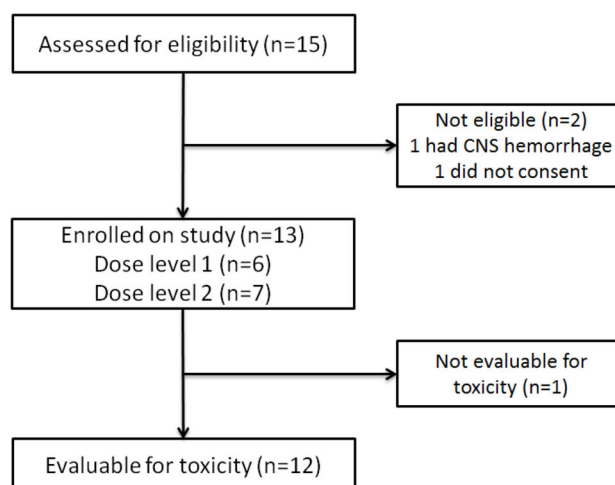 Assessed for eligibility (n=15)
Not eligible (n=2)
1 had CNS hemorrhage
1 did not consent
Enrolled on study (n=13)
Dose level 1 (n=6)
Dose level 2 (n=7)
Not evaluable for
toxicity (n=1)
Evaluable for toxicity (n=12)